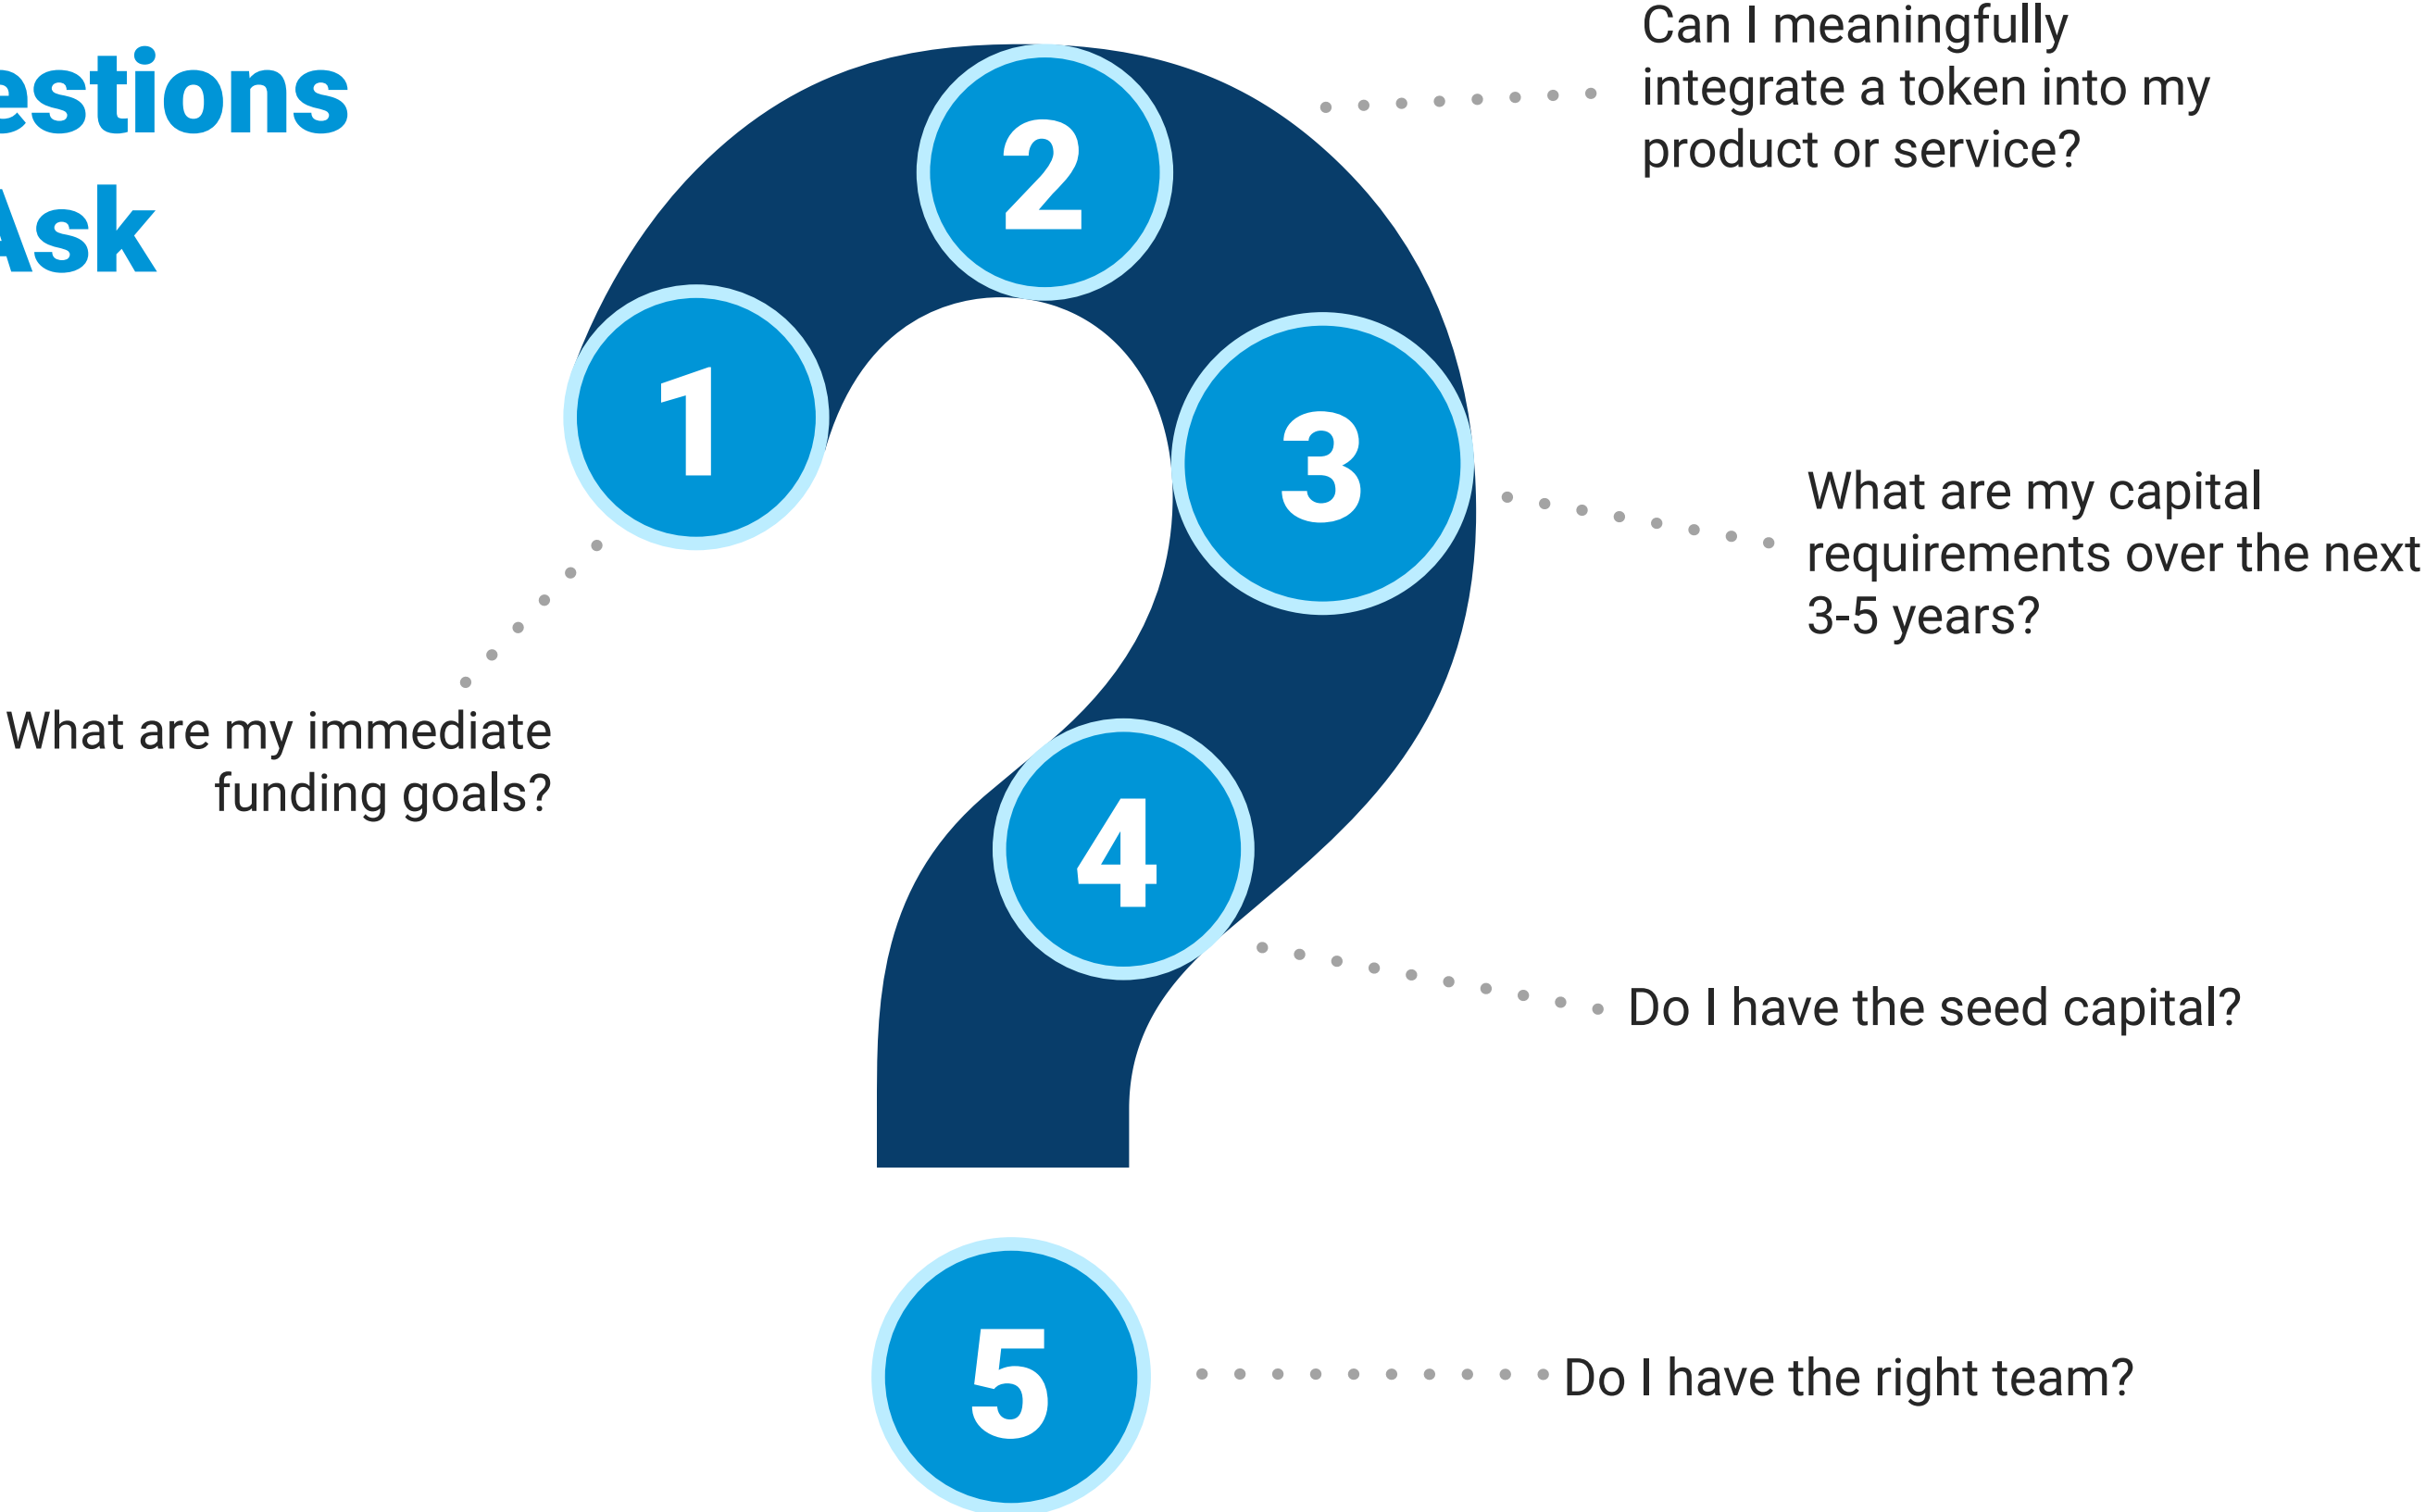 estions
Ask
1
What are my immediate
funding goals?
2
Can I meaningfully
integrate a token into my
product or service?
3
What are my capital
requirements over the next
3-5 years?
4
Do I have the seed capital?
5
Do I have the right team?